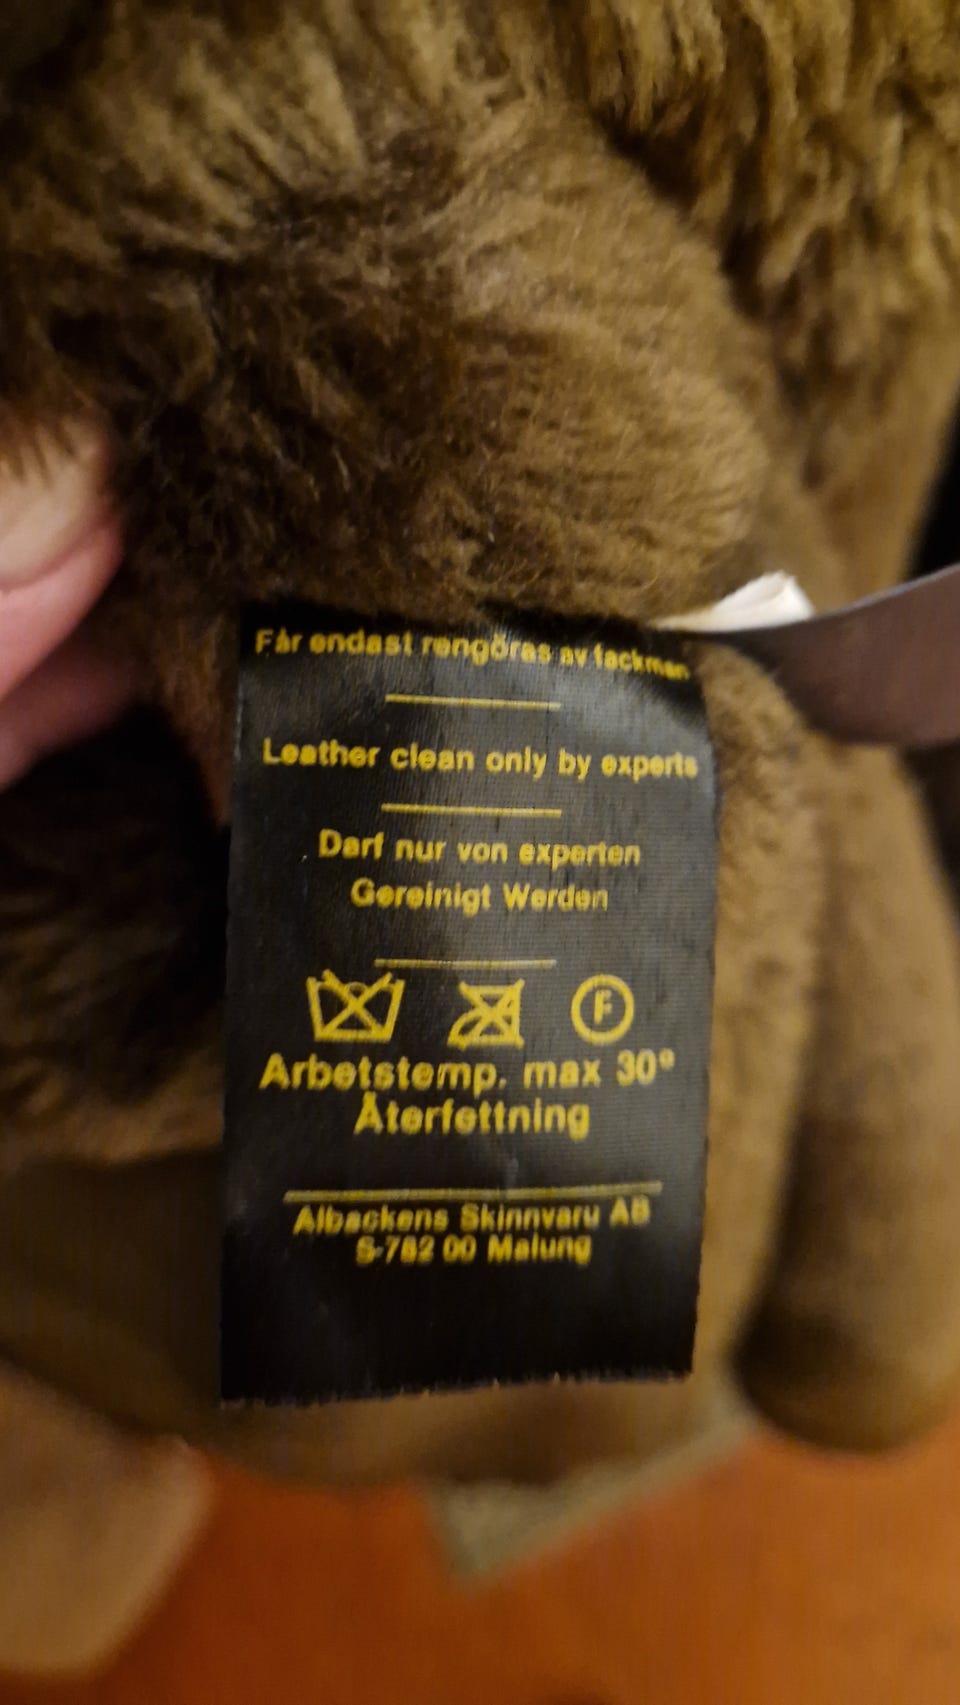 Får endast rengöras av fackman
Leather clean only by experts
Darf nur von experten
Gereinigt Werden
F
Arbetstemp. max 30°
Återfettning
Albackens Skinnvaru AB
S-782 00 Malung